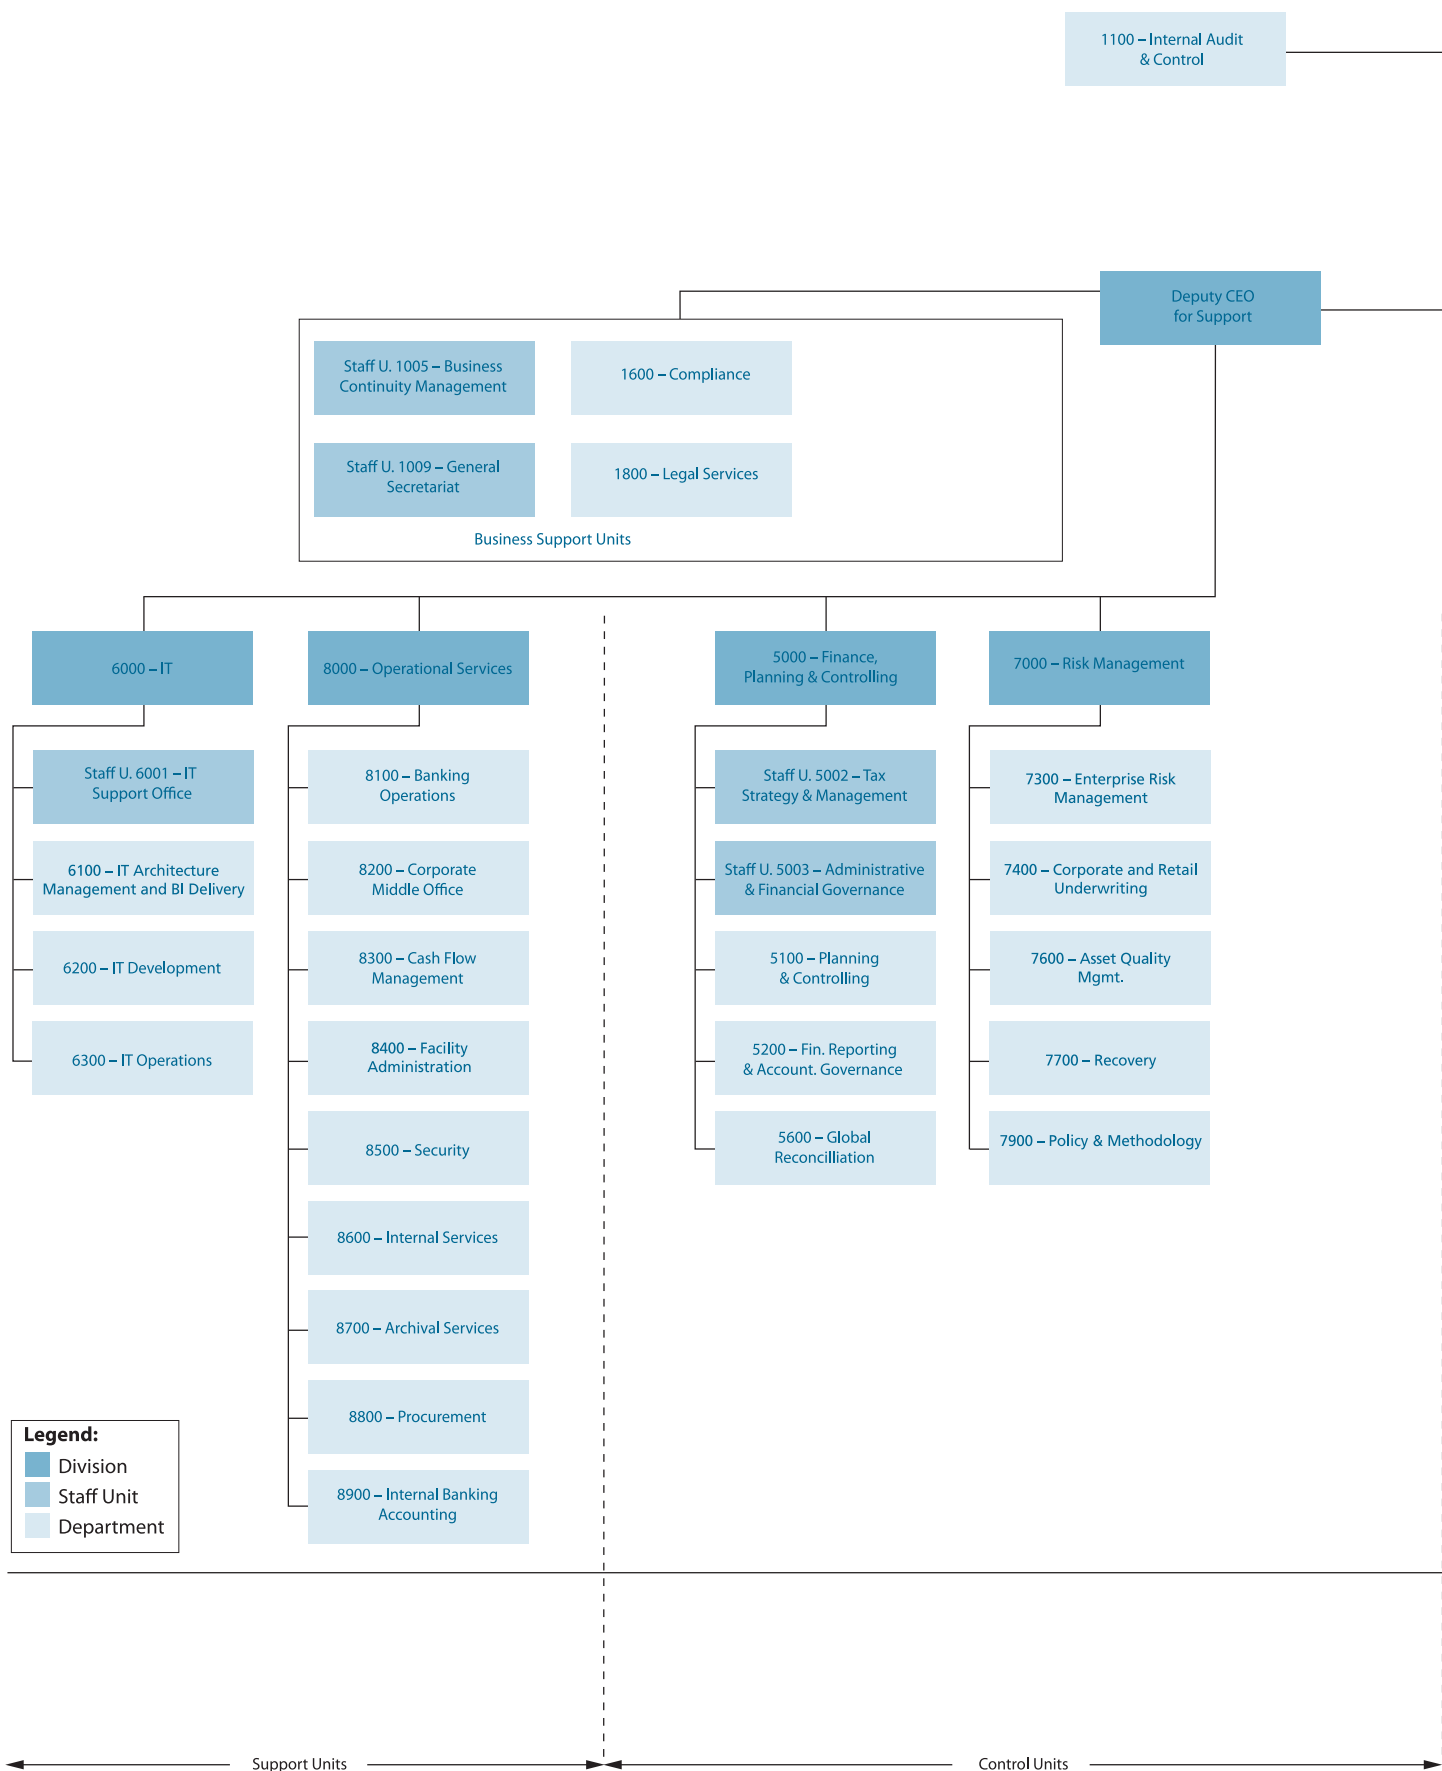 1100 – Internal Audit
& Control
Deputy CEO
for Support
Staff U. 1005 – Business
Continuity Management
1600 – Compliance
Staff U. 1009 – General
Secretariat
1800 – Legal Services
Business Support Units
6000 – IT
8000 – Operational Services
5000 – Finance,
Planning & Controlling
7000 – Risk Management
Staff U. 6001 – IT
Support Office
6100 – IT Architecture
Management and BI Delivery
6200 – IT Development
6300 – IT Operations
8100 – Banking
Operations
8200 – Corporate
Middle Office
8300 – Cash Flow
Management
8400 – Facility
Administration
8500 – Security
8600 – Internal Services
8700 – Archival Services
8800 – Procurement
8900 – Internal Banking
Accounting
Staff U. 5002 – Tax
Strategy & Management
Staff U. 5003 – Administrative
& Financial Governance
5100 – Planning
& Controlling
5200 – Fin. Reporting
& Account. Governance
5600 – Global
Reconcilliation
7300 – Enterprise Risk
Management
7400 – Corporate and Retail
Underwriting
7600 – Asset Quality
Mgmt.
7700 – Recovery
7900 – Policy & Methodology
Legend:
Division
Staff Unit
Department
Support Units
Control Units